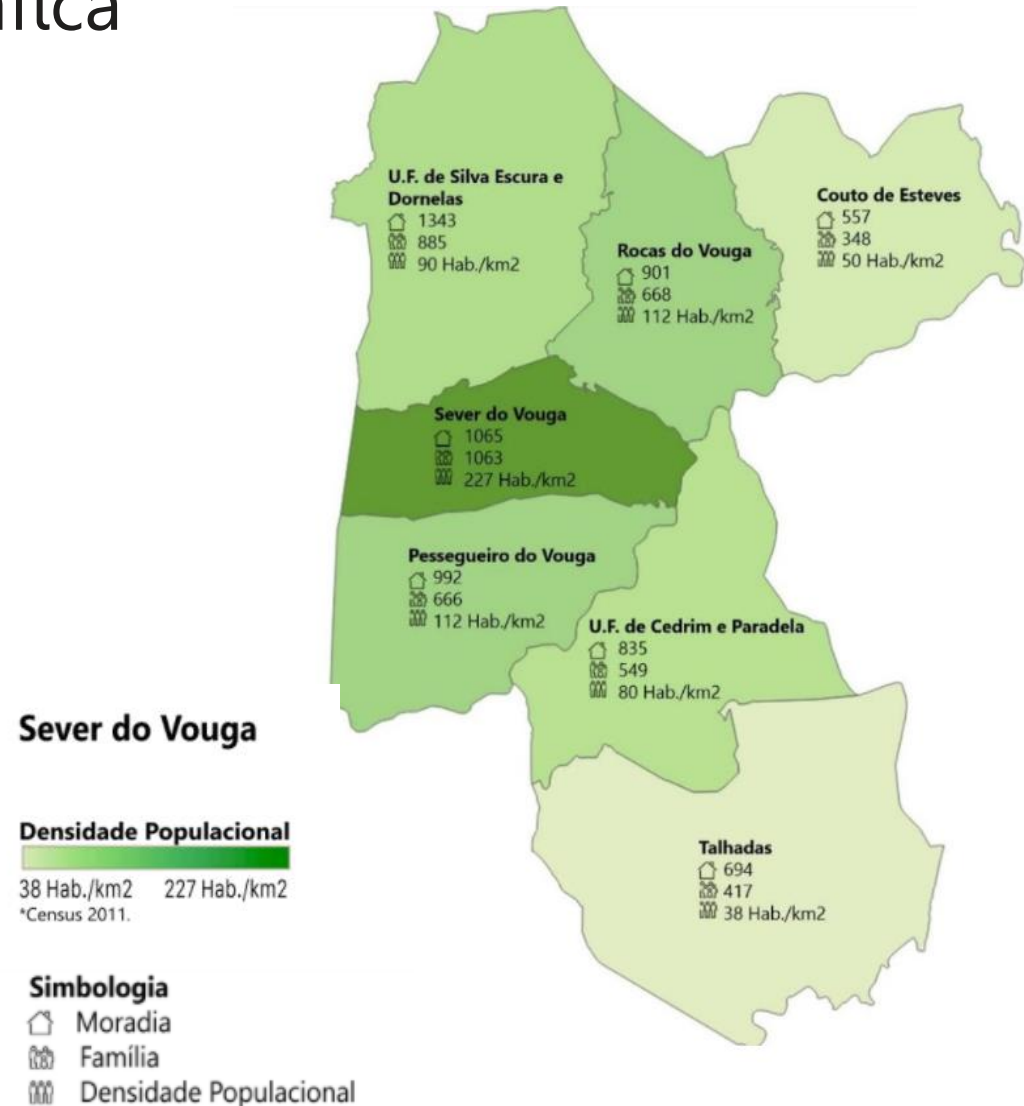 U.F. de Silva Escura e
Dornelas
1343
885
90 Hab./km2
Rocas do Vouga
901
668
112 Hab./km2
Couto de Esteves
557
348
50 Hab./km2
Sever do Vouga
1065
1063
227 Hab./km2
Pessegueiro do Vouga
992
666
112 Hab./km2
U.F. de Cedrim e Paradela
835
549
80 Hab./km2
Talhadas
694
417
38 Hab./km2
Sever do Vouga
Densidade Populacional
38 Hab./km2 227 Hab./km2
*Census 2011.
Simbologia
Moradia
Família
Densidade Populacional